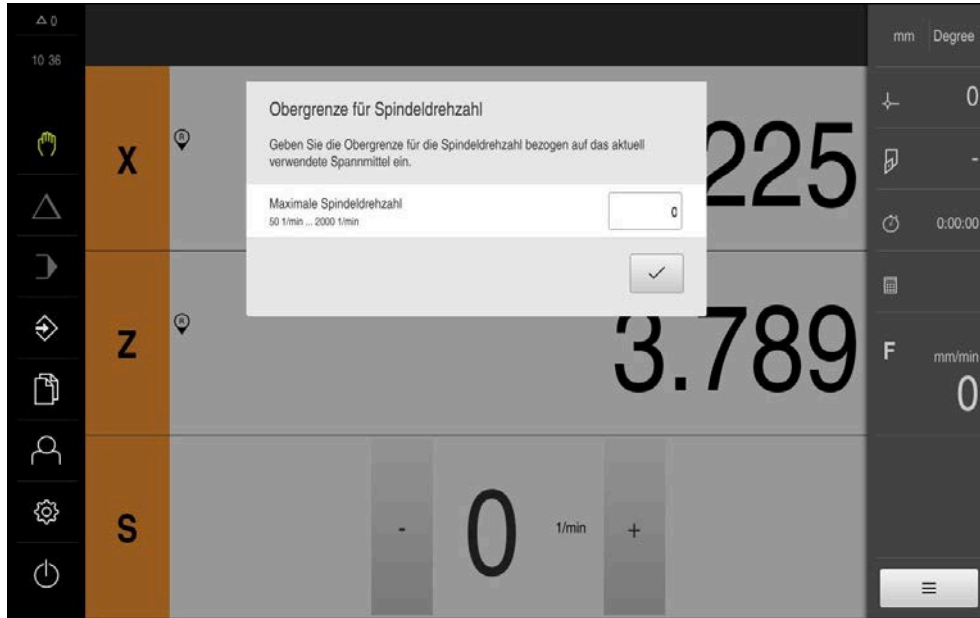 0
10 36
mm Degree
Obergrenze für Spindeldrehzahl
Geben Sie die Obergrenze für die Spindeldrehzahl bezogen auf das aktuell
verwendete Spannmittel ein.
Maximale Spindeldrehzahl
50 1/min ... 2000 1/min
0
X
R
225
0
-
0:00:00
Z
R
3.789
F
mm/min
0
S
-
0
1/min
+